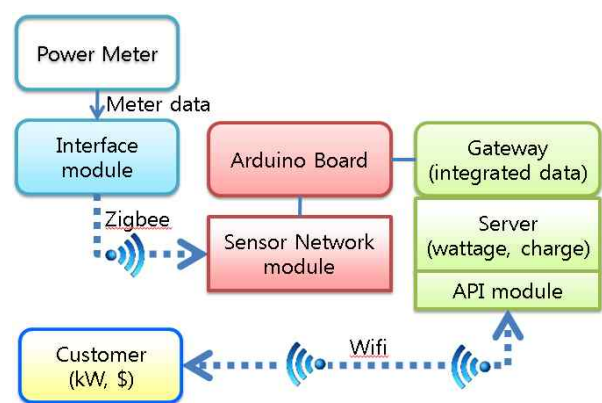 Power Meter
Meter data
Interface
module
Zigbee
Arduino Board
Sensor Network
module
Gateway
(integrated data)
Server
(wattage, charge)
API module
Wifi
Customer
(kW, $)